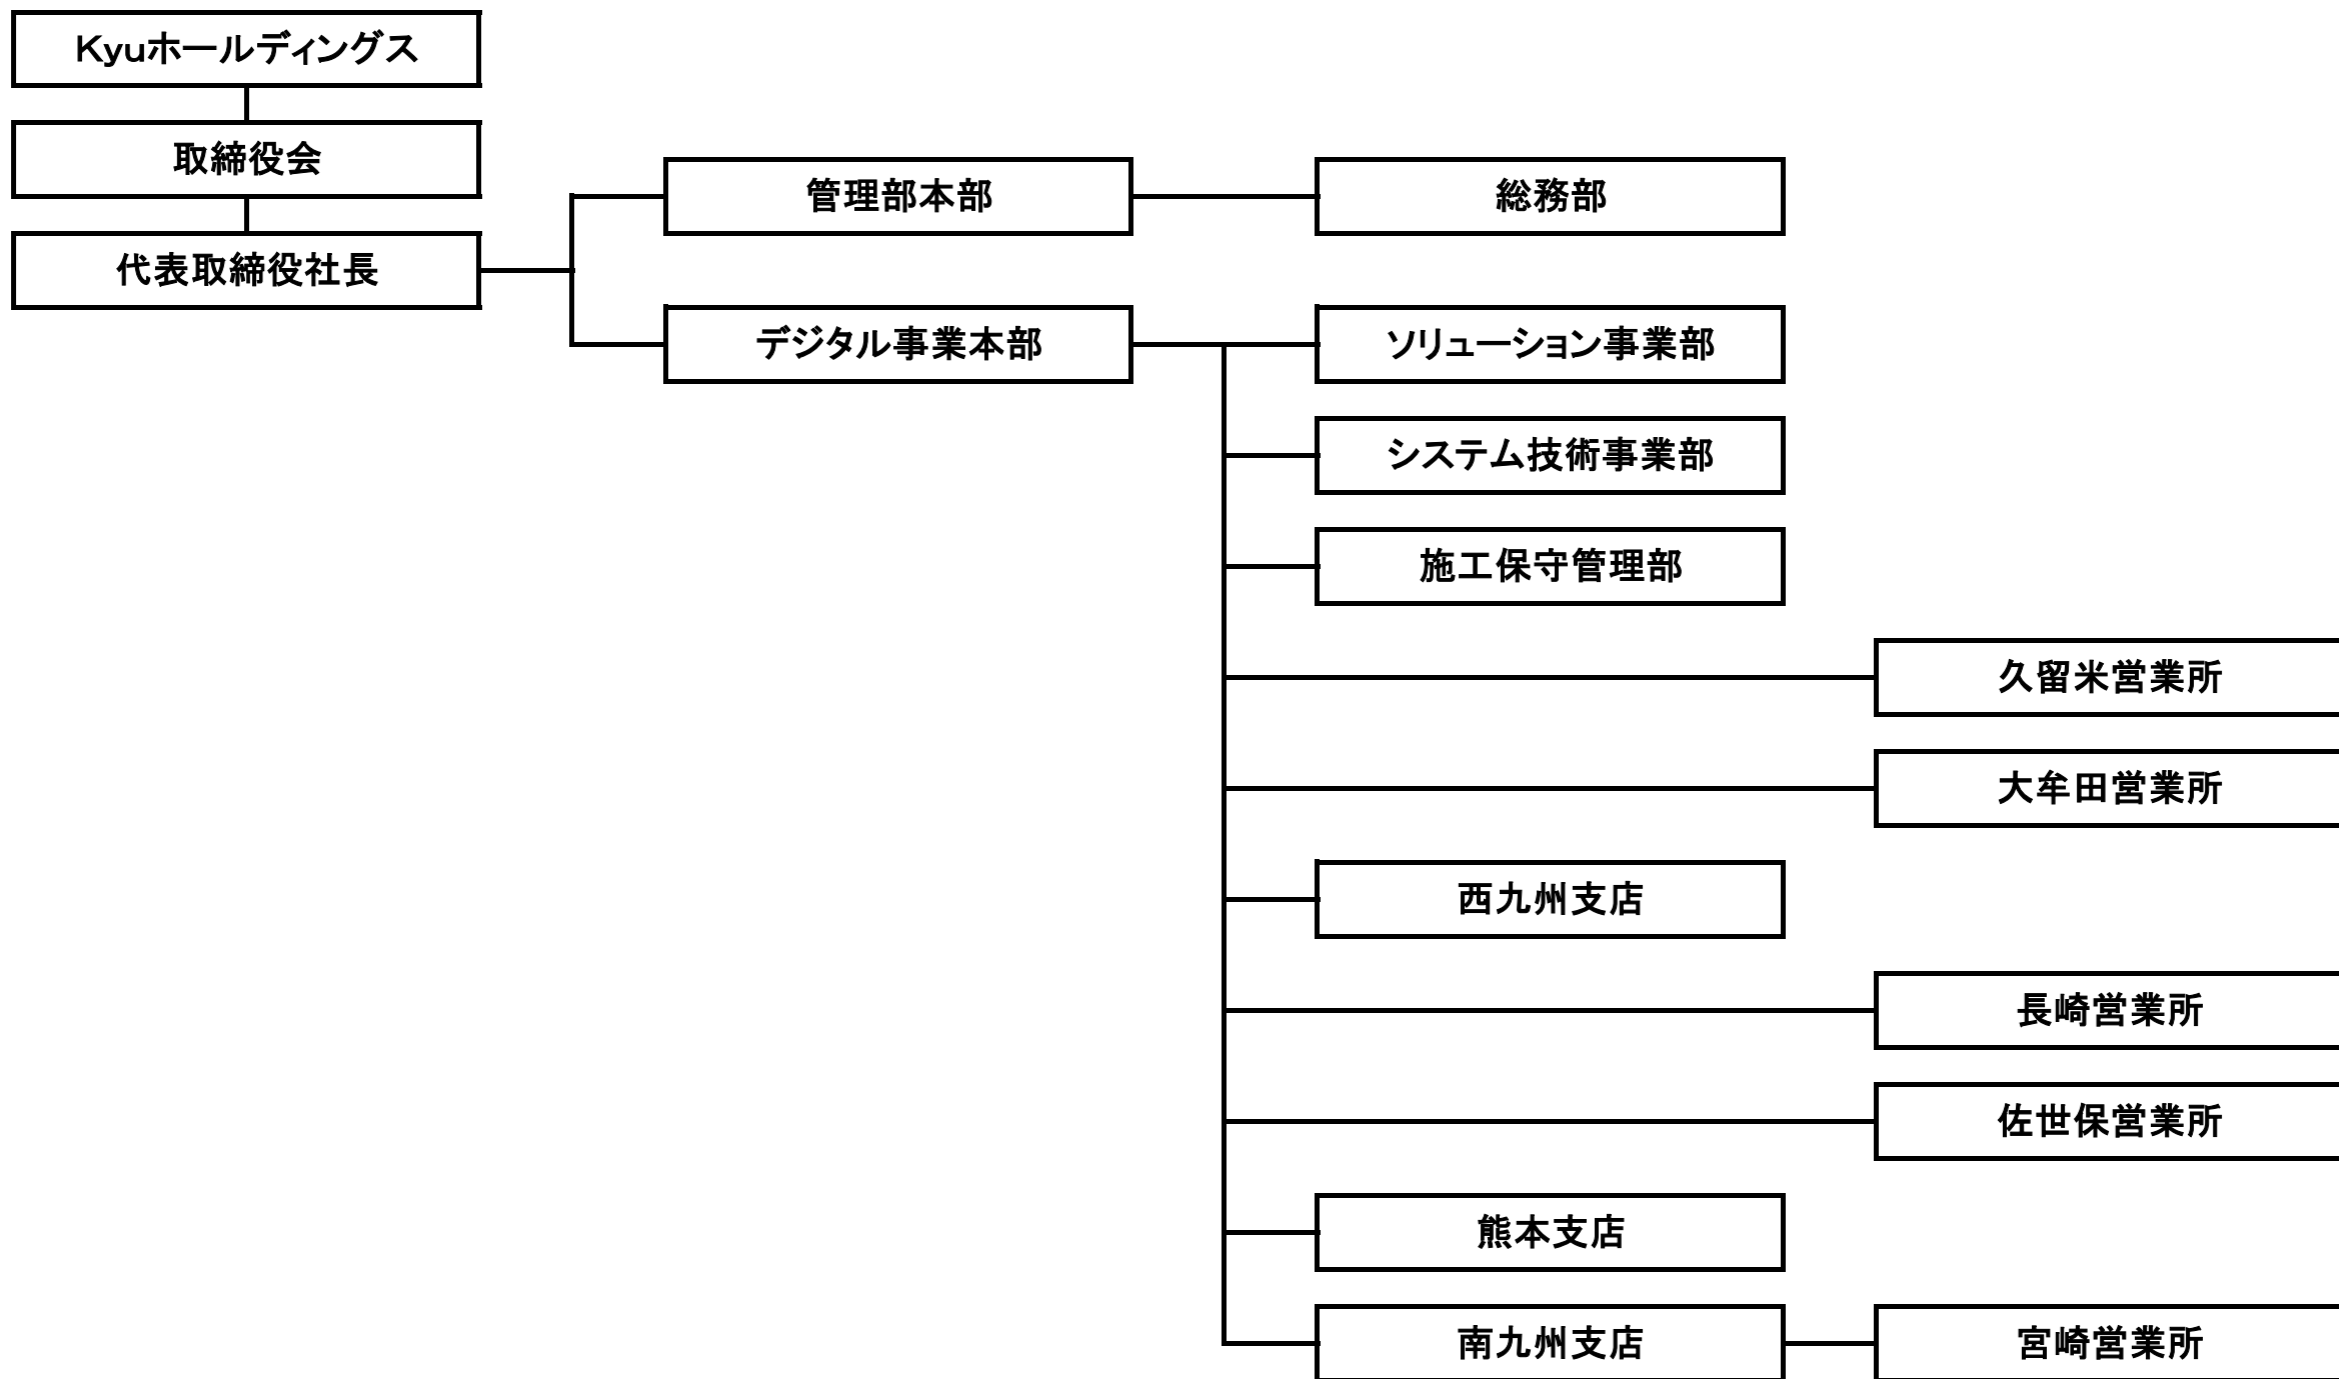 Kyuホールディングス
取締役会
代表取締役社長
管理部本部
総務部
デジタル事業本部
ソリューション事業部
システム技術事業部
施工保守管理部
久留米営業所
大牟田営業所
西九州支店
長崎営業所
佐世保営業所
熊本支店
南九州支店
宮崎営業所